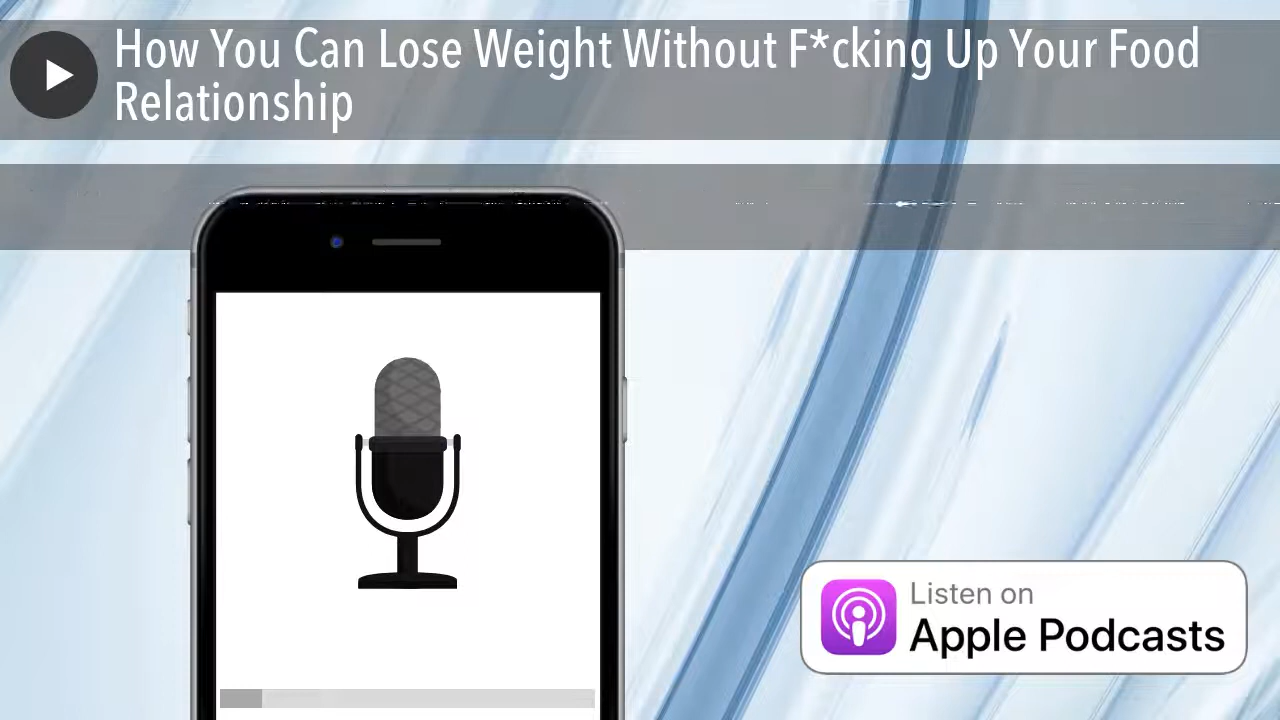 How You Can Lose Weight Without F*cking Up Your Food
Relationship
Listen on
Apple Podcasts